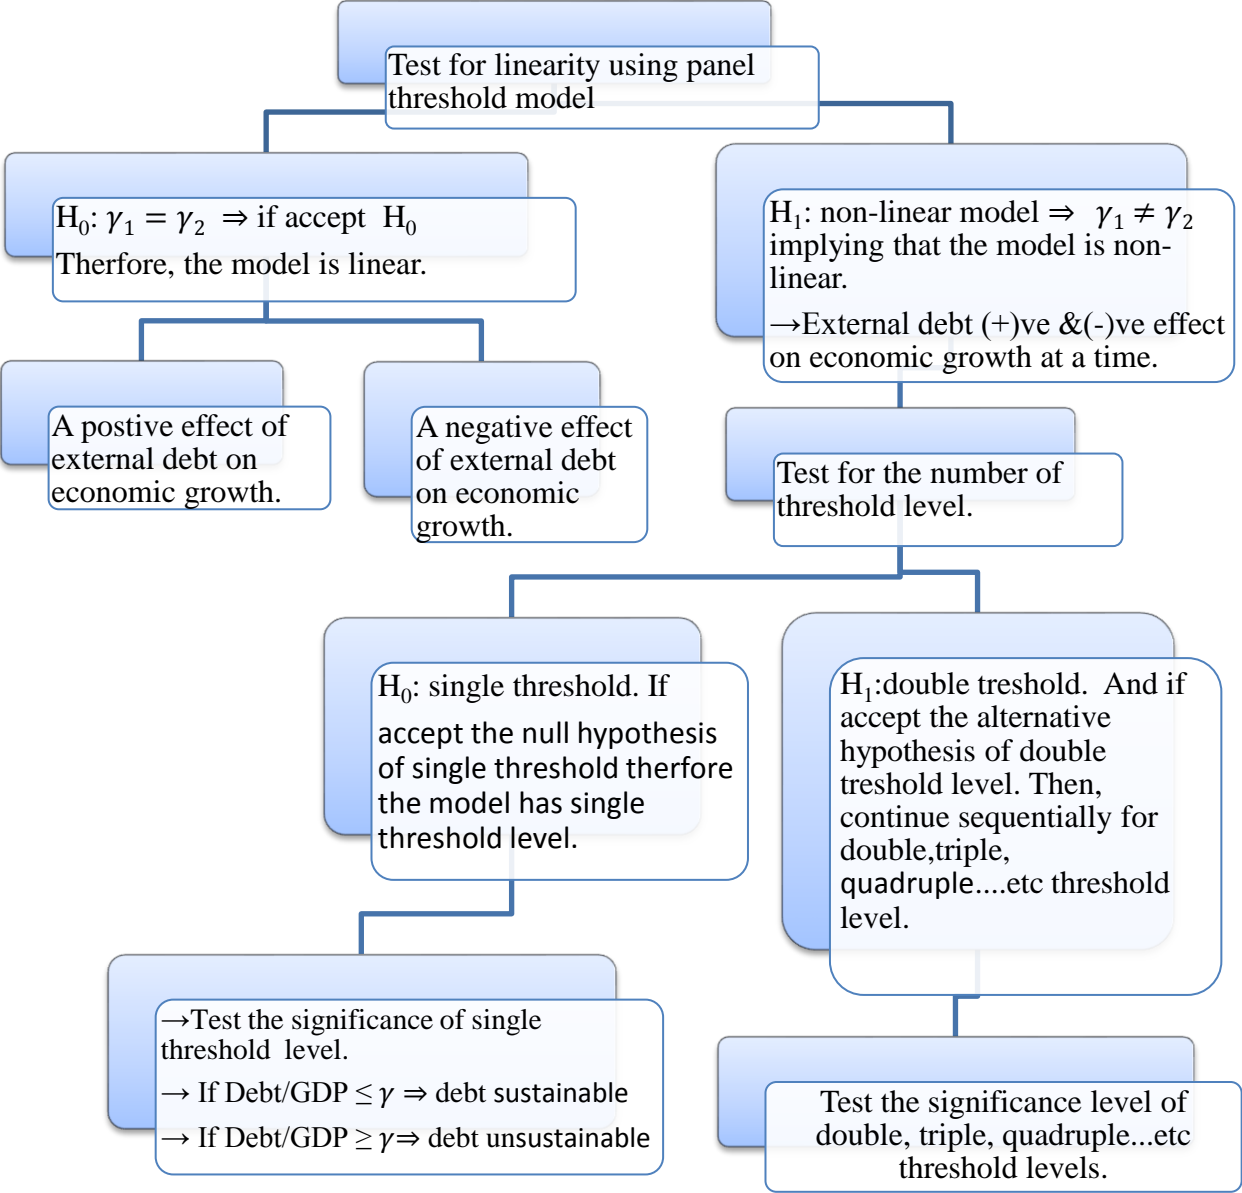 Test for linearity using panel
threshold model
H₀: γ₁ = γ₂ ⇒ if accept H₀
Therfore, the model is linear.
H₁: non-linear model ⇒ γ₁ ≠ γ₂
implying that the model is non-
linear.
→External debt (+)ve &(-)ve effect
on economic growth at a time.
A postive effect of
external debt on
economic growth.
A negative effect
of external debt
on economic
growth.
Test for the number of
threshold level.
H₀: single threshold. If
accept the null hypothesis
of single threshold therfore
the model has single
threshold level.
H₁:double treshold. And if
accept the alternative
hypothesis of double
treshold level. Then,
continue sequentially for
double,triple,
quadruple....etc threshold
level.
→Test the significance of single
threshold level.
→ If Debt/GDP ≤ γ ⇒ debt sustainable
→ If Debt/GDP ≥ γ⇒ debt unsustainable
Test the significance level of
double, triple, quadruple...etc
threshold levels.